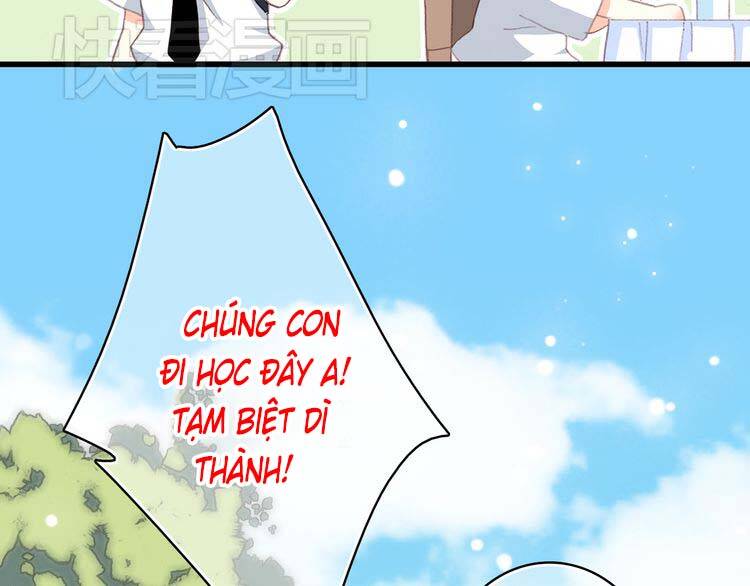 快看漫画
CHÚNG CON
ĐI HỌC ĐÂY A!
TẠM BIỆT DÌ
THÀNH!